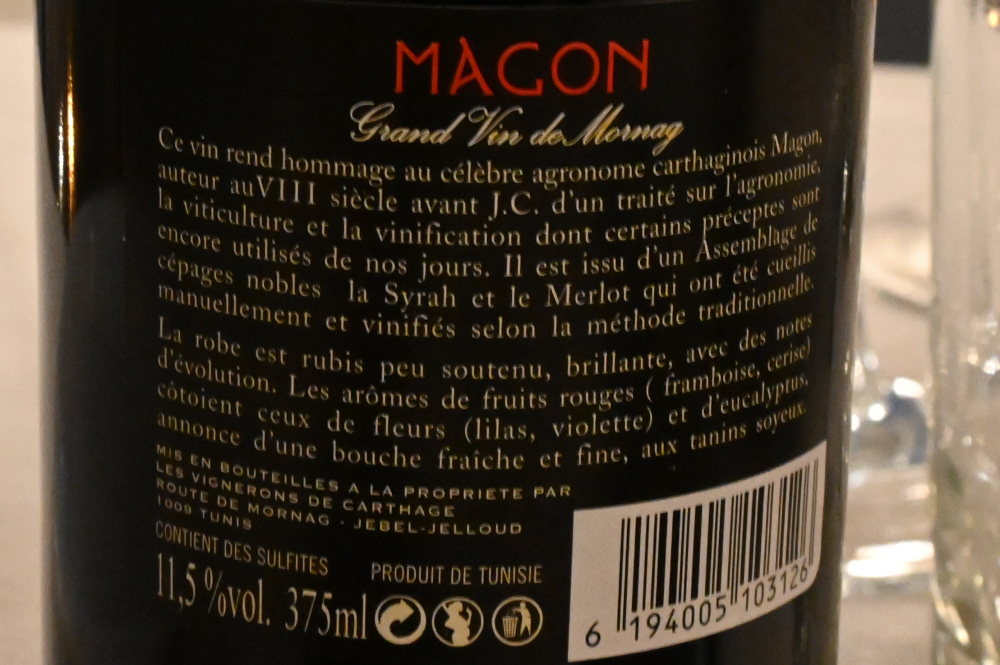 MAGON
Grand Vin de Mornag
Ce vin rend hommage au célèbre agronome carthaginois Magon,
auteur auVIII siècle avant J.C. d'un traité sur l'agronomie,
la viticulture et la vinification dont certains préceptes sont
encore utilisés de nos jours. Il est issu d'un Assemblage de
cépages nobles la Syrah et le Merlot qui ont été cueillis
manuellement et vinifiés selon la méthode traditionnelle.
La robe est rubis peu soutenu, brillante, avec des notes
d'évolution. Les arômes de fruits rouges ( framboise, cerise)
côtoient ceux de fleurs (lilas, violette) et d'eucalyptus,
annonce d'une bouche fraîche et fine, aux tanins soyeux.
MIS EN BOUTEILLES A LA PROPRIETE PAR
LES VIGNERONS DE CARTHAGE
ROUTE DE MORNAG - JEBEL-JELLOUD
1009 TUNIS
CONTIENT DES SULFITES
PRODUIT DE TUNISIE
11,5 %vol. 375ml
6 194005 103126